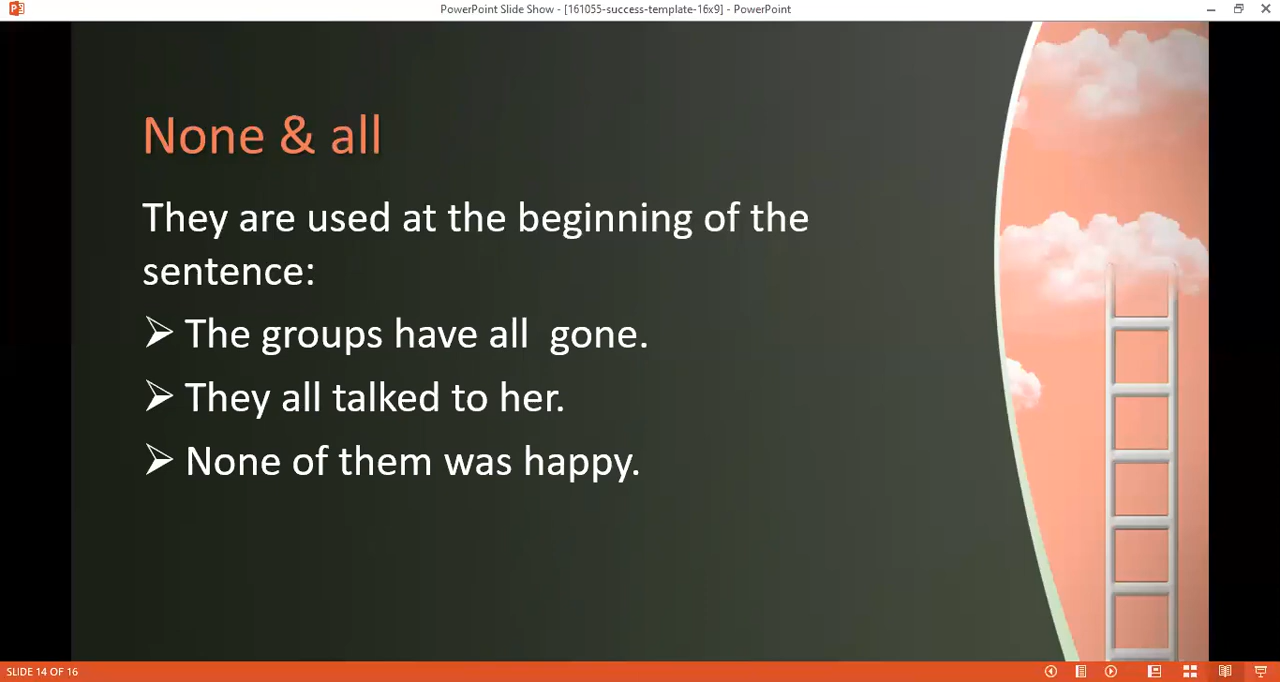 PowerPoint Slide Show - [161055-success-template-16x9] - PowerPoint
None & all
They are used at the beginning of the
sentence:
➢ The groups have all  gone.
➢ They all talked to her.
➢ None of them was happy.
SLIDE 14 OF 16